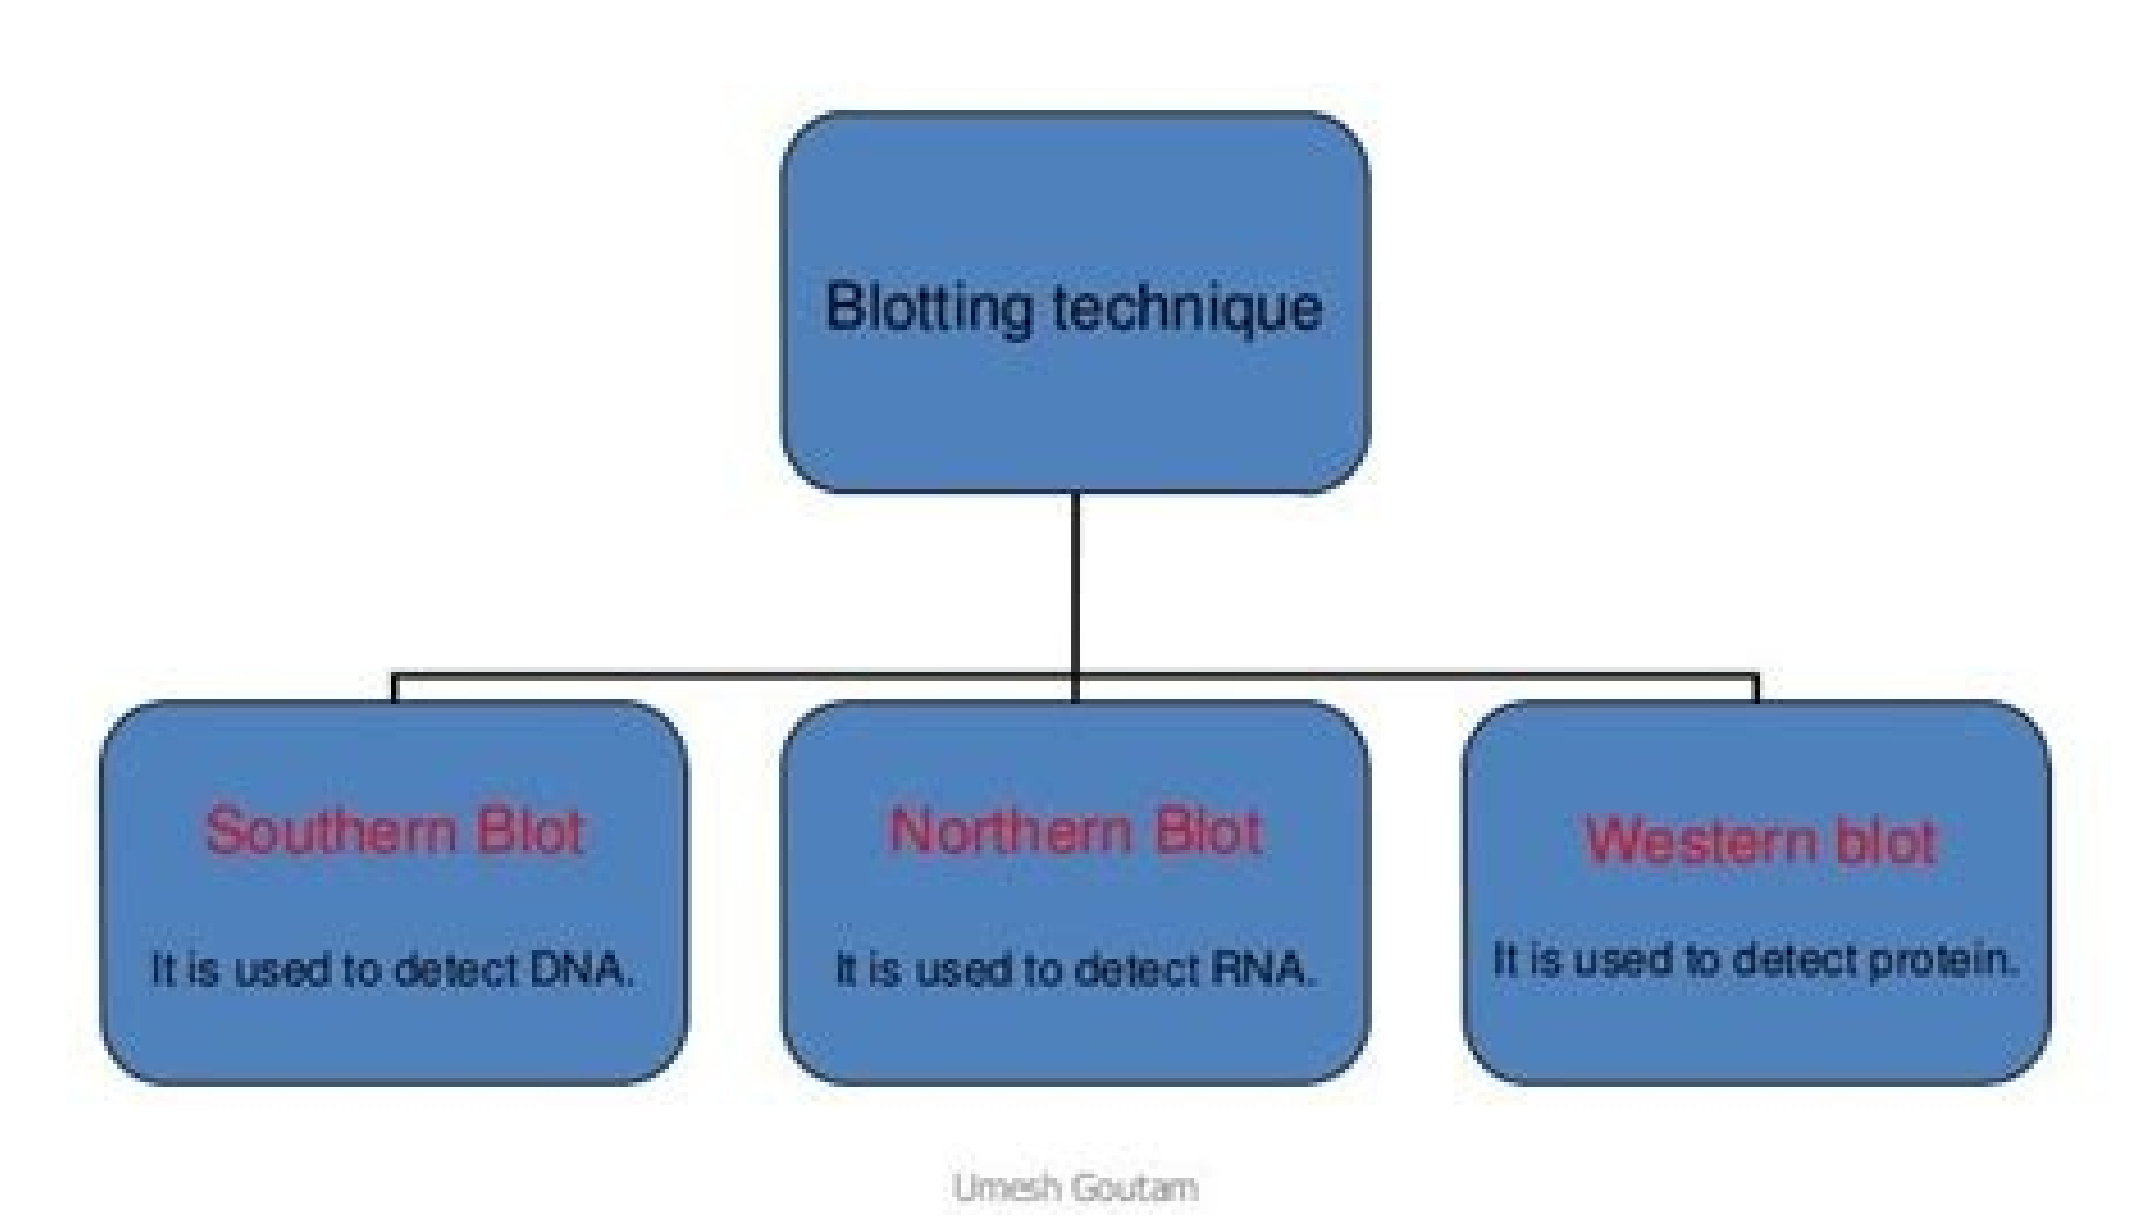 Blotting technique
Southern Blot
It is used to detect DNA.
Northern Blot
It is used to detect RNA.
Western blot
It is used to detect protein.
Umesh Goutam